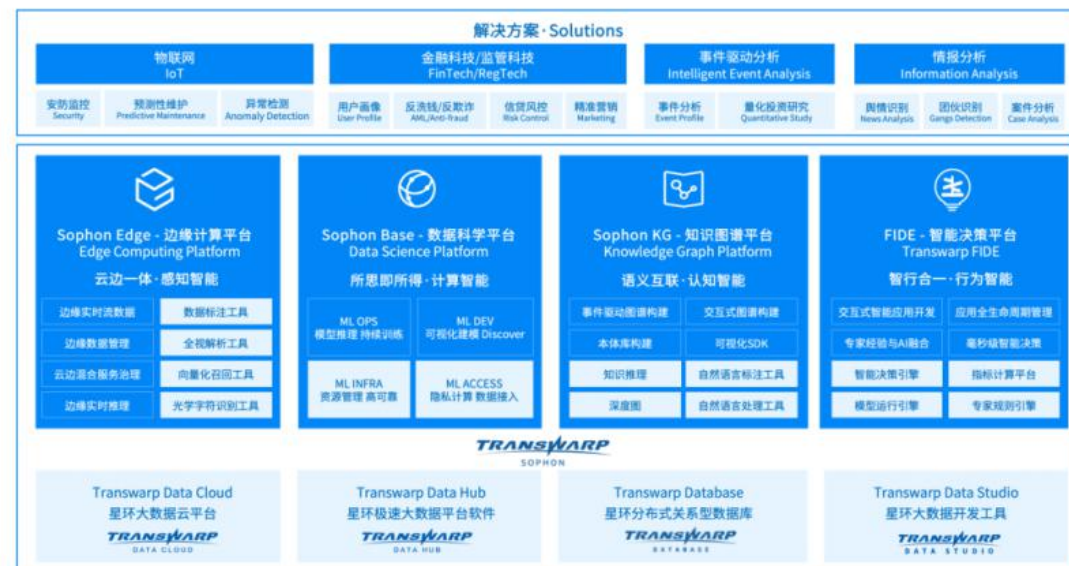 解决方案·Solutions
物联网
IoT
安防监控
Security
预测性维护
Predictive Maintenance
异常检测
Anomaly Detection
金融科技/监管科技
FinTech/RegTech
用户画像
User Profile
反洗钱/反欺诈
AML/Anti-fraud
信贷风控
Risk Control
精准营销
Marketing
事件驱动分析
Intelligent Event Analysis
事件分析
Event Profile
量化投资研究
Quantitative Study
情报分析
Information Analysis
舆情识别
News Analysis
团伙识别
Gangs Detection
案件分析
Case Analysis
Sophon Edge - 边缘计算平台
Edge Computing Platform
云边一体·感知智能
边缘实时流数据
数据标注工具
边缘数据管理
全视解析工具
云边混合服务治理
向量化召回工具
边缘实时推理
光学字符识别工具
Sophon Base - 数据科学平台
Data Science Platform
所思即所得·计算智能
ML OPS
模型推理 持续训练
ML DEV
可视化建模 Discover
ML INFRA
资源管理 高可靠
ML ACCESS
隐私计算 数据接入
Sophon KG - 知识图谱平台
Knowledge Graph Platform
语义互联·认知智能
事件驱动图谱构建
交互式图谱构建
本体库构建
可视化SDK
知识推理
自然语言标注工具
深度图
自然语言处理工具
FIDE - 智能决策平台
Transwarp FIDE
智行合一·行为智能
交互式智能应用开发
应用全生命周期管理
专家经验与AI融合
毫秒级智能决策
智能决策引擎
指标计算平台
模型运行引擎
专家规则引擎
TRANSWARP
SOPHON
Transwarp Data Cloud
星环大数据云平台
TRANSWARP
DATA CLOUD
Transwarp Data Hub
星环极速大数据平台软件
TRANSWARP
DATA HUB
Transwarp Database
星环分布式关系型数据库
TRANSWARP
DATABASE
Transwarp Data Studio
星环大数据开发工具
TRANSWARP
DATA STUDIO